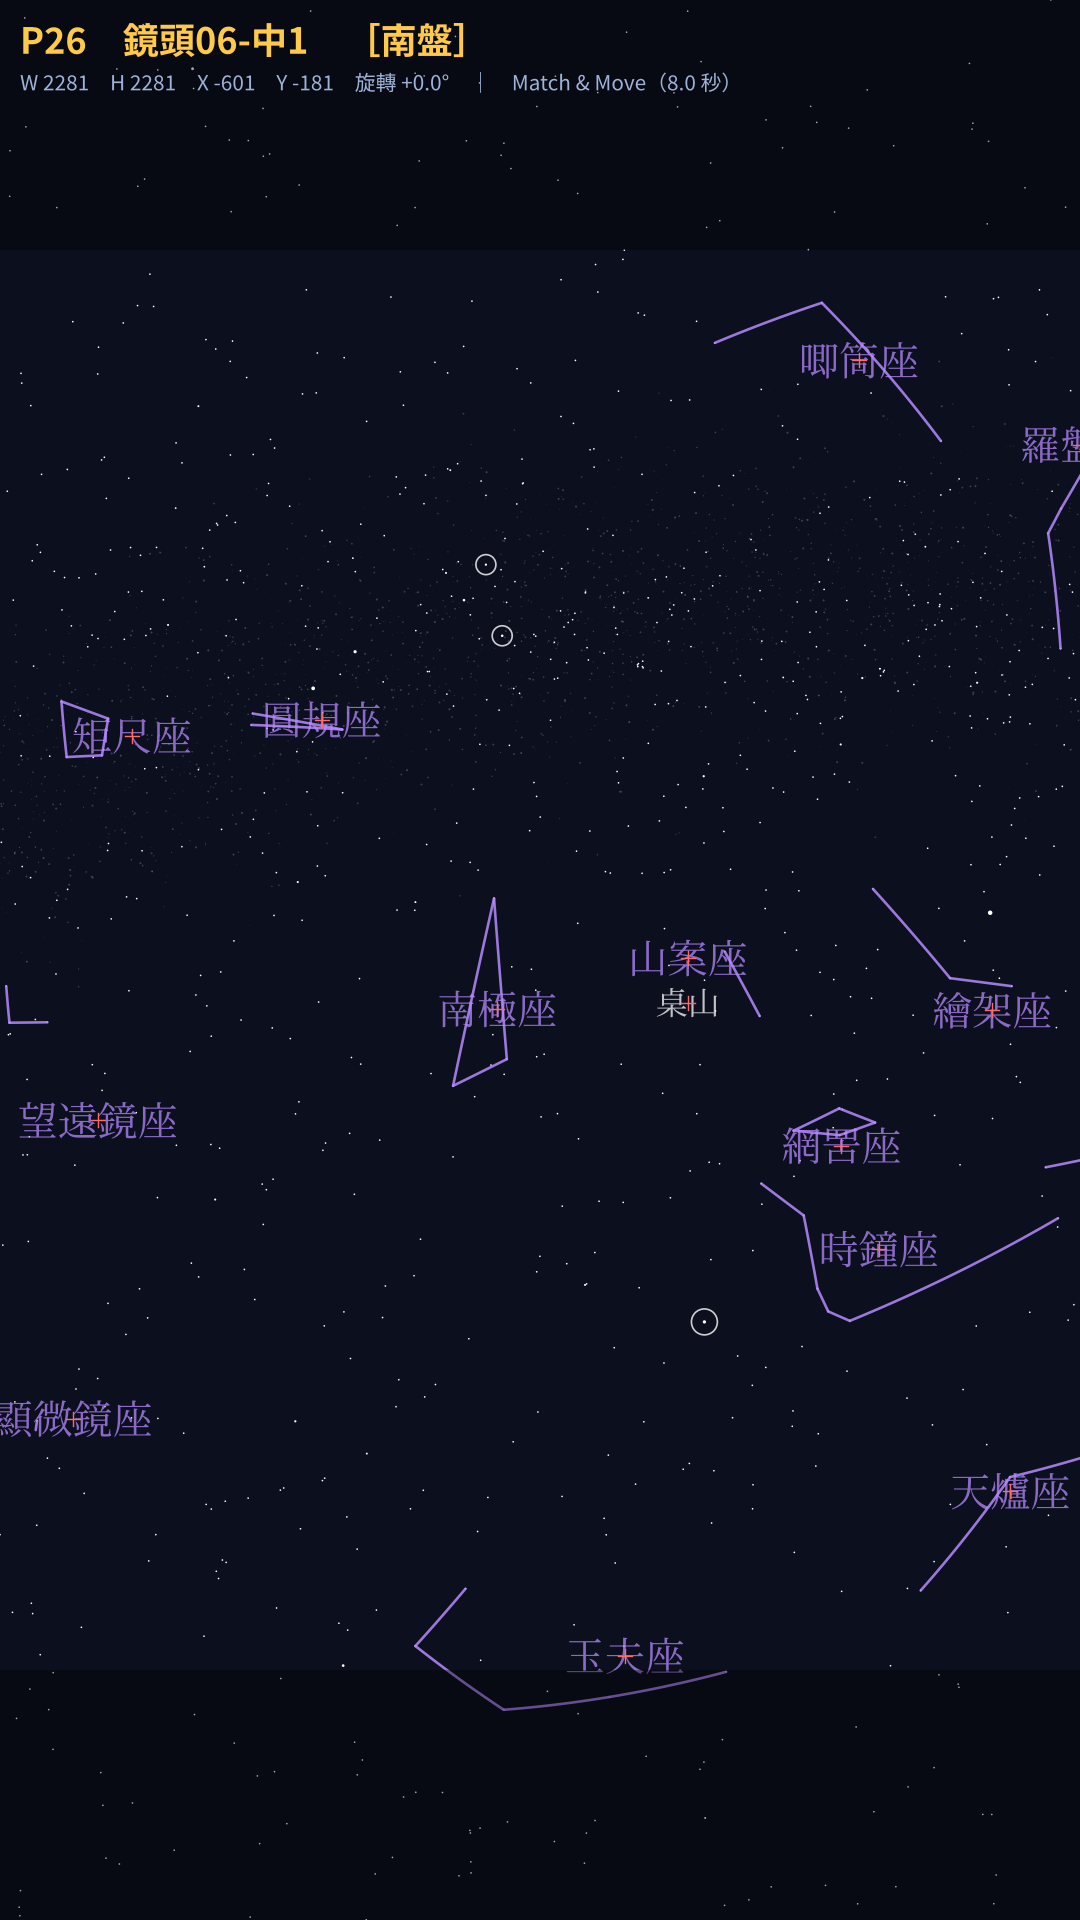 P26 鏡頭06-中1 ［南盤］
W 2281 H 2281 X -601 Y -181 旋轉 +0.0° ｜ Match & Move（8.0 秒）
唧筒座
羅盤
矩尺座
圓規座
山案座
桌山
南極座
繪架座
望遠鏡座
網罟座
時鐘座
顯微鏡座
天爐座
玉夫座